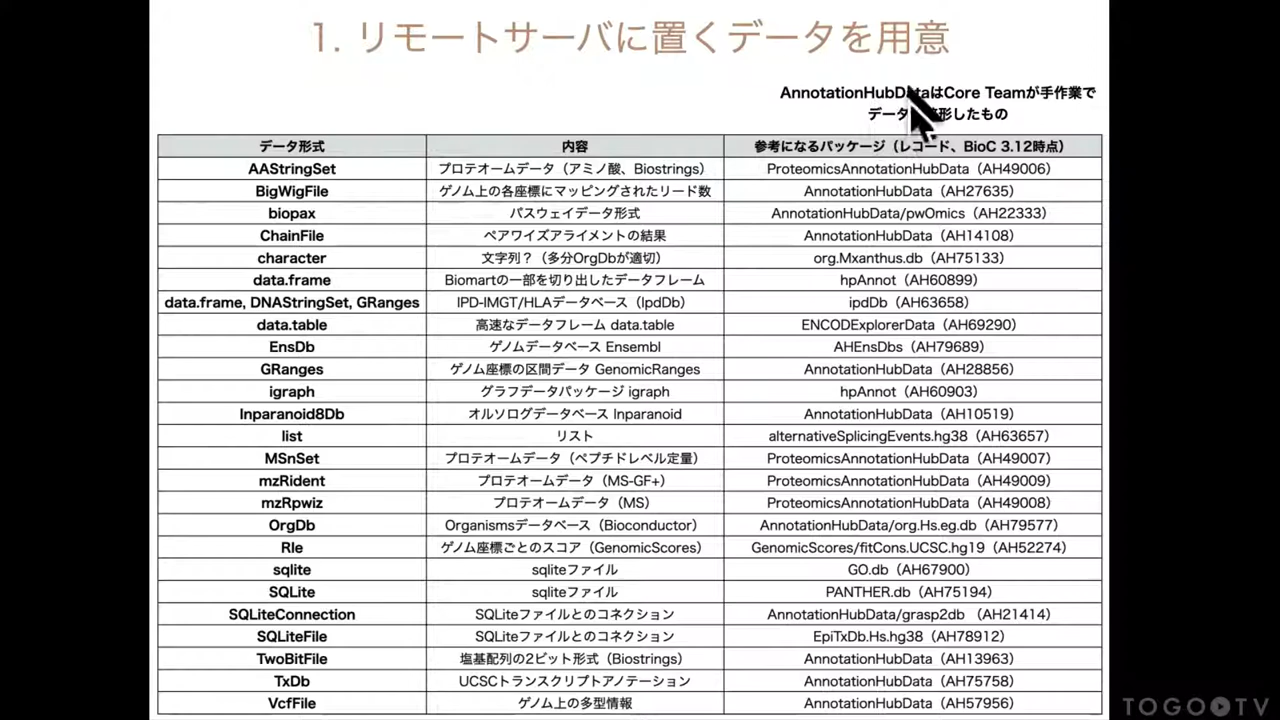 1. リモートサーバに置くデータを用意
AnnotationHubDataはCore Teamが手作業で
データ 形したもの
データ形式 内容 参考になるパッケージ（レコード、BioC 3.12時点）
AAStringSet プロテオームデータ（アミノ酸、Biostrings） ProteomicsAnnotationHubData（AH49006）
BigWigFile ゲノム上の各座標にマッピングされたリード数 AnnotationHubData（AH27635）
biopax パスウェイデータ形式 AnnotationHubData/pwOmics（AH22333）
ChainFile ペアワイズアライメントの結果 AnnotationHubData（AH14108）
character 文字列？（多分OrgDbが適切） org.Mxanthus.db（AH75133）
data.frame Biomartの一部を切り出したデータフレーム hpAnnot（AH60899）
data.frame, DNAStringSet, GRanges IPD-IMGT/HLAデータベース（IpdDb） ipdDb（AH63658）
data.table 高速なデータフレーム data.table ENCODExplorerData（AH69290）
EnsDb ゲノムデータベース Ensembl AHEnsDbs（AH79689）
GRanges ゲノム座標の区間データ GenomicRanges AnnotationHubData（AH28856）
igraph グラフデータパッケージ igraph hpAnnot（AH60903）
Inparanoid8Db オルソログデータベース Inparanoid AnnotationHubData（AH10519）
list リスト alternativeSplicingEvents.hg38（AH63657）
MSnSet プロテオームデータ（ペプチドレベル定量） ProteomicsAnnotationHubData（AH49007）
mzRident プロテオームデータ（MS-GF+） ProteomicsAnnotationHubData（AH49009）
mzRpwiz プロテオームデータ（MS） ProteomicsAnnotationHubData（AH49008）
OrgDb Organismsデータベース（Bioconductor） AnnotationHubData/org.Hs.eg.db（AH79577）
Rle ゲノム座標ごとのスコア（GenomicScores） GenomicScores/fitCons.UCSC.hg19（AH52274）
sqlite sqliteファイル GO.db（AH67900）
SQLite sqliteファイル PANTHER.db（AH75194）
SQLiteConnection SQLiteファイルとのコネクション AnnotationHubData/grasp2db （AH21414）
SQLiteFile SQLiteファイルとのコネクション EpiTxDb.Hs.hg38（AH78912）
TwoBitFile 塩基配列の2ビット形式（Biostrings） AnnotationHubData（AH13963）
TxDb UCSCトランスクリプトアノテーション AnnotationHubData（AH75758）
VcfFile ゲノム上の多型情報 AnnotationHubData（AH57956）
TOGO TV